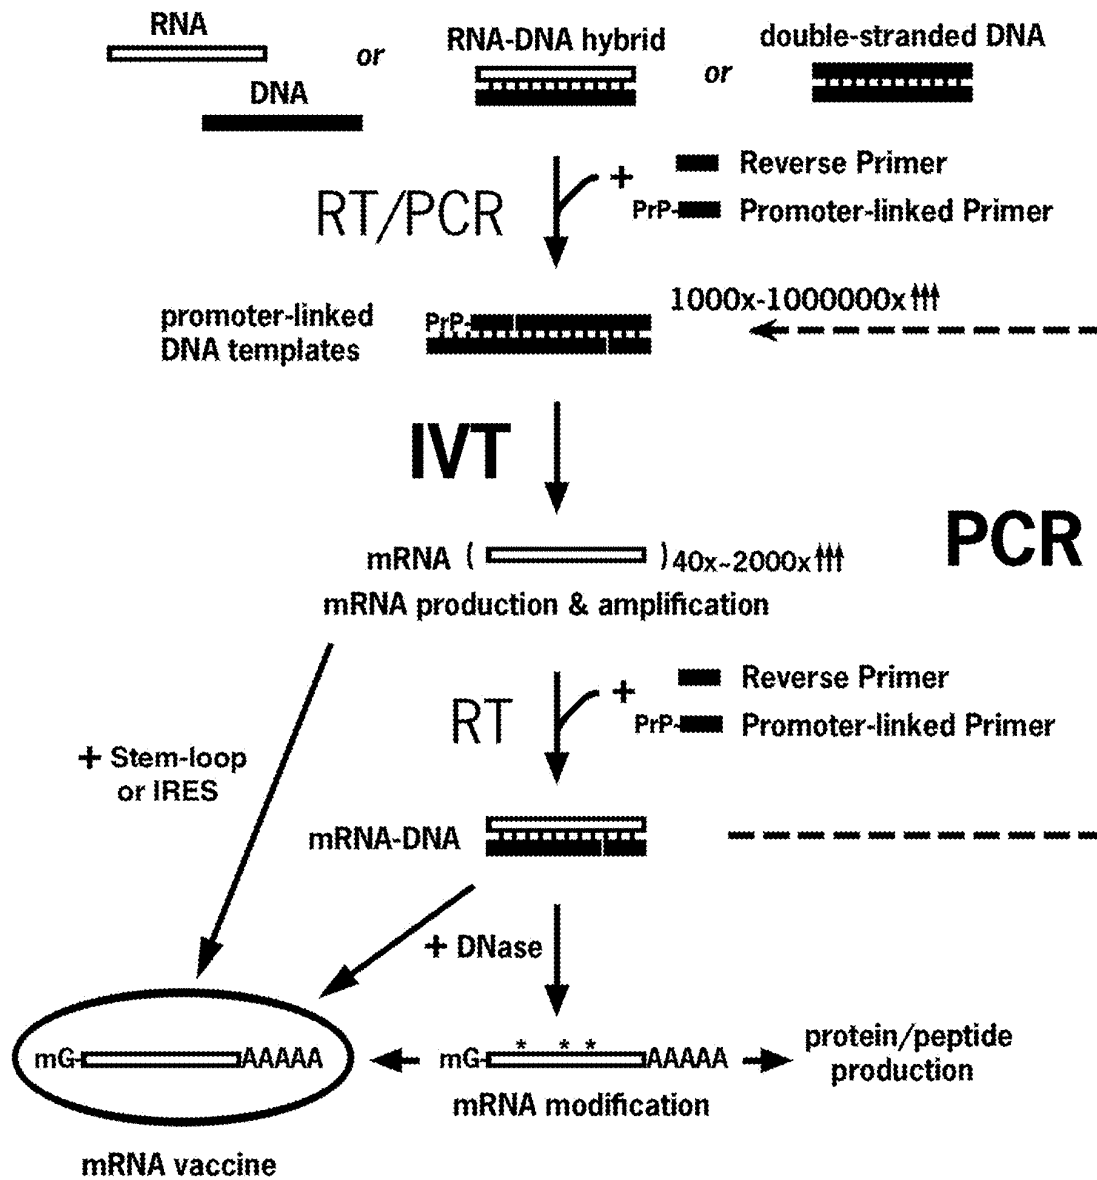 RNA
or
RNA-DNA hybrid
or
double-stranded DNA
DNA
RT/PCR
+
Reverse Primer
PrP- Promoter-linked Primer
promoter-linked
DNA templates
PrP-
1000x-1000000x
IVT
PCR
mRNA ( ) 40x~2000x
mRNA production & amplification
RT
+
Reverse Primer
PrP- Promoter-linked Primer
+ Stem-loop
or IRES
mRNA-DNA
+ DNase
mG- AAAAA
mG- * * * AAAAA
protein/peptide
production
mRNA modification
mRNA vaccine